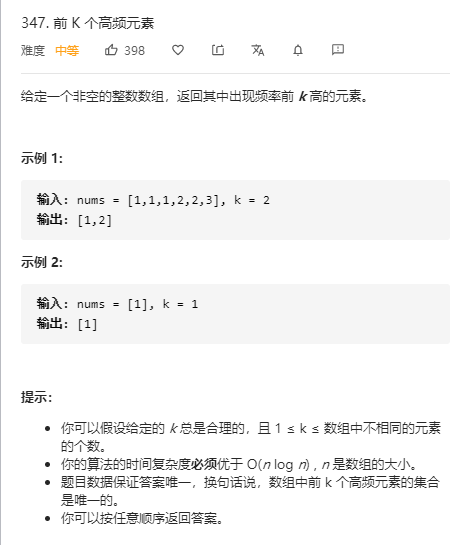 347. 前 K 个高频元素
难度 中等 398
给定一个非空的整数数组，返回其中出现频率前 k 高的元素。
示例 1:
输入: nums = [1,1,1,2,2,3], k = 2
输出: [1,2]
示例 2:
输入: nums = [1], k = 1
输出: [1]
提示：
你可以假设给定的 k 总是合理的，且 1 ≤ k ≤ 数组中不相同的元素
的个数。
你的算法的时间复杂度必须优于 O(n log n) , n 是数组的大小。
题目数据保证答案唯一，换句话说，数组中前 k 个高频元素的集合
是唯一的。
你可以按任意顺序返回答案。